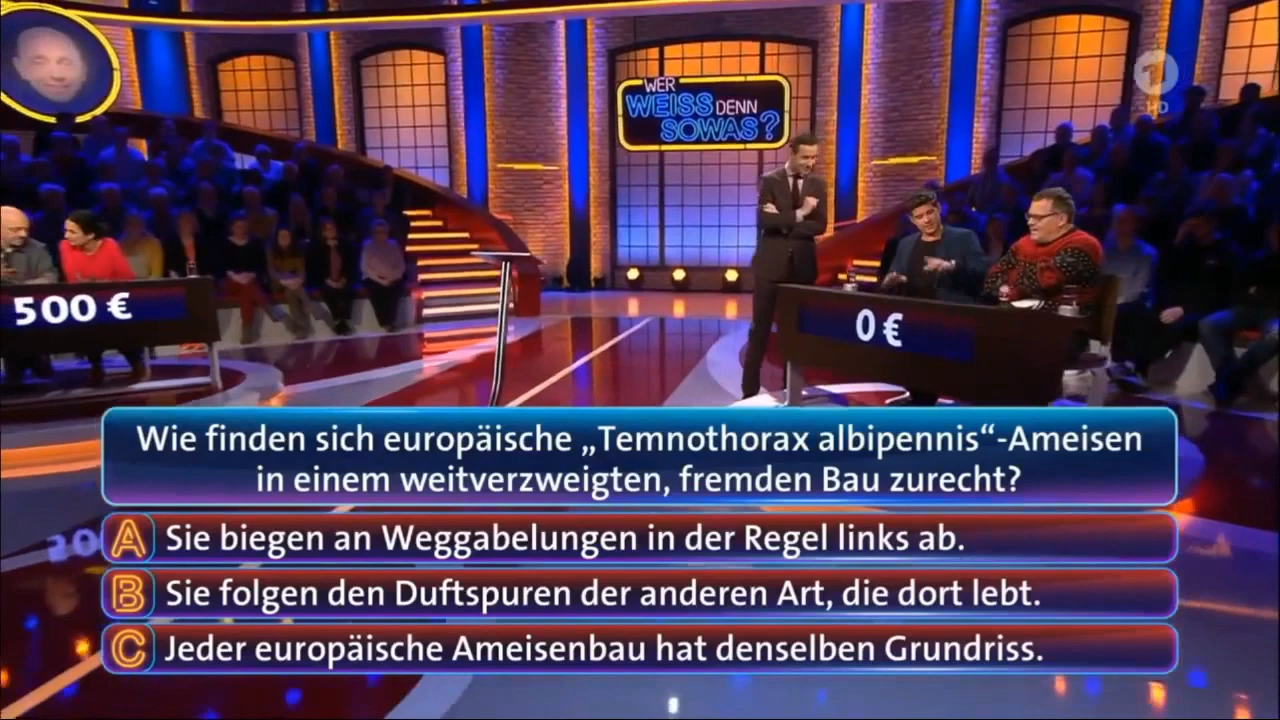 WER
WEISS DENN
SOWAS?
1
HD
500 €
0 €
Wie finden sich europäische „Temnothorax albipennis“-Ameisen
in einem weitverzweigten, fremden Bau zurecht?
A Sie biegen an Weggabelungen in der Regel links ab.
B Sie folgen den Duftspuren der anderen Art, die dort lebt.
C Jeder europäische Ameisenbau hat denselben Grundriss.